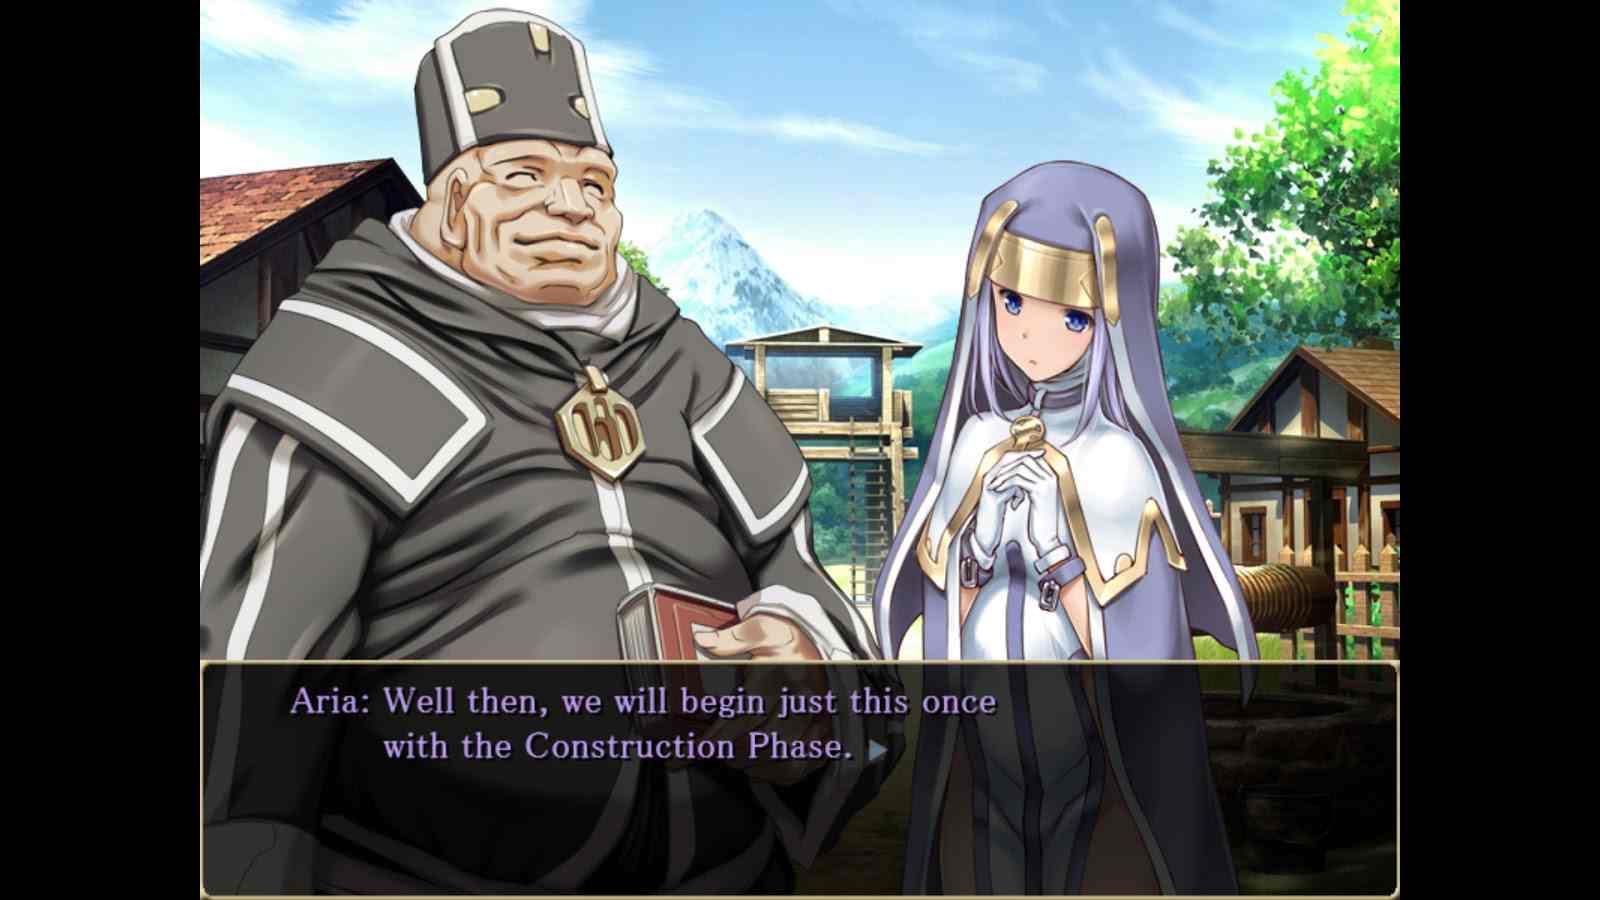 Aria: Well then, we will begin just this once
with the Construction Phase.